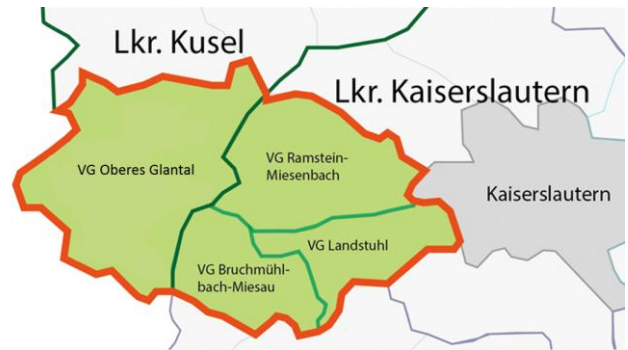 Lkr. Kusel
Lkr. Kaiserslautern
VG Oberes Glantal
VG Ramstein-
Miesenbach
Kaiserslautern
VG Landstuhl
VG Bruchmühl-
bach-Miesau